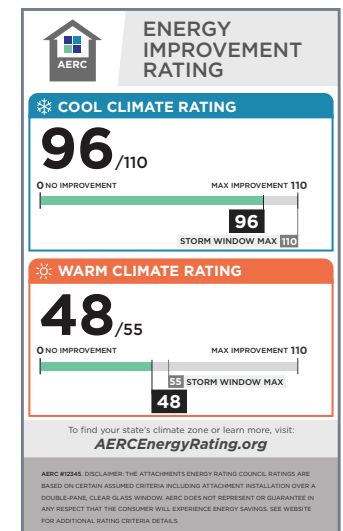 AERC
ENERGY
IMPROVEMENT
RATING
COOL CLIMATE RATING
96/110
0 NO IMPROVEMENT MAX IMPROVEMENT 110
96
STORM WINDOW MAX 110
WARM CLIMATE RATING
48/55
0 NO IMPROVEMENT MAX IMPROVEMENT 110
55 STORM WINDOW MAX
48
To find your state's climate zone or learn more, visit:
AERCEnergyRating.org
AERC #12345. DISCLAIMER: THE ATTACHMENTS ENERGY RATING COUNCIL RATINGS ARE
BASED ON CERTAIN ASSUMED CRITERIA INCLUDING ATTACHMENT INSTALLATION OVER A
DOUBLE-PANE, CLEAR GLASS WINDOW. AERC DOES NOT REPRESENT OR GUARANTEE IN
ANY RESPECT THAT THE CONSUMER WILL EXPERIENCE ENERGY SAVINGS. SEE WEBSITE
FOR ADDITIONAL RATING CRITERIA DETAILS.